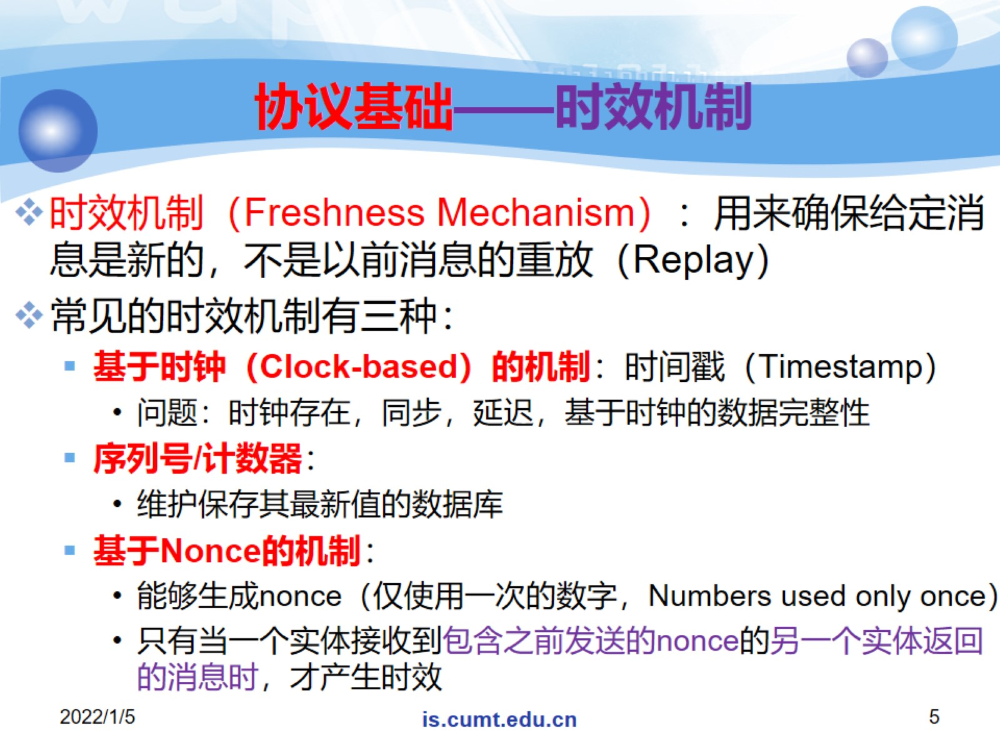 协议基础——时效机制
时效机制（Freshness Mechanism）：用来确保给定消
息是新的，不是以前消息的重放（Replay）
常见的时效机制有三种：
基于时钟（Clock-based）的机制：时间戳（Timestamp）
• 问题：时钟存在，同步，延迟，基于时钟的数据完整性
序列号/计数器：
• 维护保存其最新值的数据库
基于Nonce的机制：
• 能够生成nonce（仅使用一次的数字，Numbers used only once）
• 只有当一个实体接收到包含之前发送的nonce的另一个实体返回
的消息时，才产生时效
2022/1/5
is.cumt.edu.cn
5